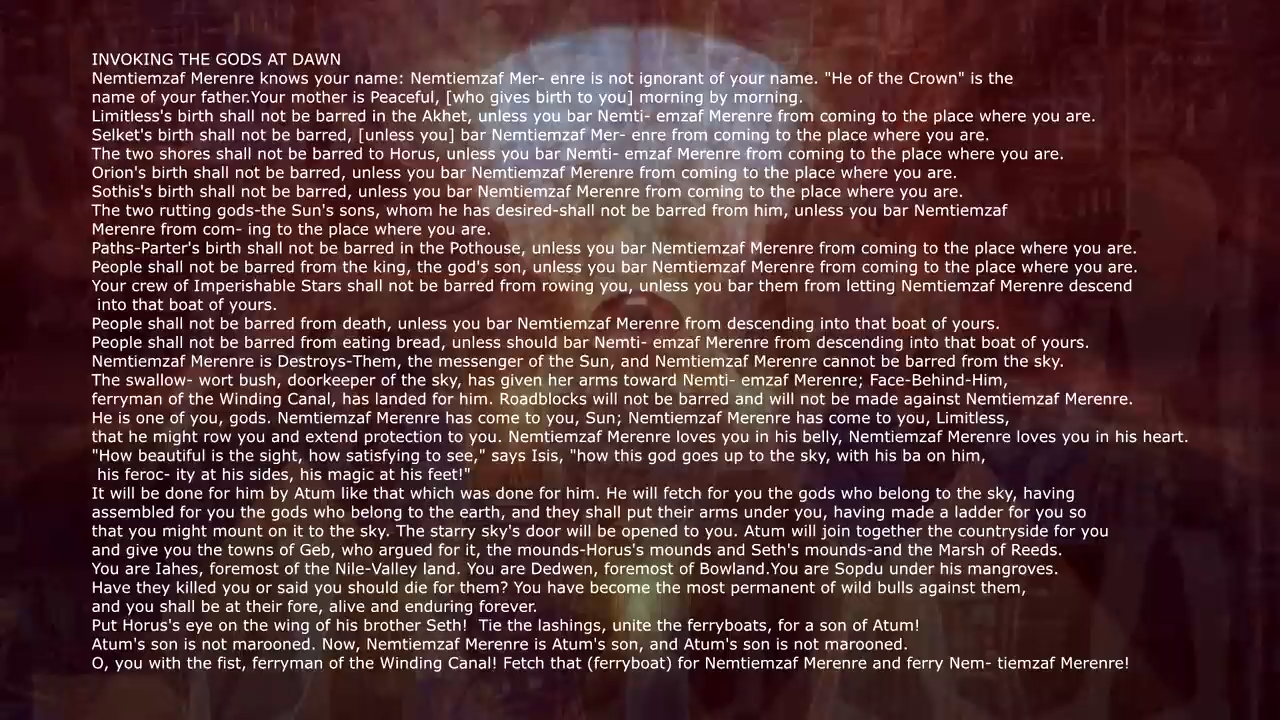 INVOKING THE GODS AT DAWN
Nemtiemzaf Merenre knows your name: Nemtiemzaf Mer- enre is not ignorant of your name. "He of the Crown" is the
name of your father.Your mother is Peaceful, [who gives birth to you] morning by morning.
Limitless's birth shall not be barred in the Akhet, unless you bar Nemti- emzaf Merenre from coming to the place where you are.
Selket's birth shall not be barred, [unless you] bar Nemtiemzaf Mer- enre from coming to the place where you are.
The two shores shall not be barred to Horus, unless you bar Nemti- emzaf Merenre from coming to the place where you are.
Orion's birth shall not be barred, unless you bar Nemtiemzaf Merenre from coming to the place where you are.
Sothis's birth shall not be barred, unless you bar Nemtiemzaf Merenre from coming to the place where you are.
The two rutting gods-the Sun's sons, whom he has desired-shall not be barred from him, unless you bar Nemtiemzaf
Merenre from com- ing to the place where you are.
Paths-Parter's birth shall not be barred in the Pothouse, unless you bar Nemtiemzaf Merenre from coming to the place where you are.
People shall not be barred from the king, the god's son, unless you bar Nemtiemzaf Merenre from coming to the place where you are.
Your crew of Imperishable Stars shall not be barred from rowing you, unless you bar them from letting Nemtiemzaf Merenre descend
into that boat of yours.
People shall not be barred from death, unless you bar Nemtiemzaf Merenre from descending into that boat of yours.
People shall not be barred from eating bread, unless should bar Nemti- emzaf Merenre from descending into that boat of yours.
Nemtiemzaf Merenre is Destroys-Them, the messenger of the Sun, and Nemtiemzaf Merenre cannot be barred from the sky.
The swallow- wort bush, doorkeeper of the sky, has given her arms toward Nemti- emzaf Merenre; Face-Behind-Him,
ferryman of the Winding Canal, has landed for him. Roadblocks will not be barred and will not be made against Nemtiemzaf Merenre.
He is one of you, gods. Nemtiemzaf Merenre has come to you, Sun; Nemtiemzaf Merenre has come to you, Limitless,
that he might row you and extend protection to you. Nemtiemzaf Merenre loves you in his belly, Nemtiemzaf Merenre loves you in his heart.
"How beautiful is the sight, how satisfying to see," says Isis, "how this god goes up to the sky, with his ba on him,
his feroc- ity at his sides, his magic at his feet!"
It will be done for him by Atum like that which was done for him. He will fetch for you the gods who belong to the sky, having
assembled for you the gods who belong to the earth, and they shall put their arms under you, having made a ladder for you so
that you might mount on it to the sky. The starry sky's door will be opened to you. Atum will join together the countryside for you
and give you the towns of Geb, who argued for it, the mounds-Horus's mounds and Seth's mounds-and the Marsh of Reeds.
You are Iahes, foremost of the Nile-Valley land. You are Dedwen, foremost of Bowland.You are Sopdu under his mangroves.
Have they killed you or said you should die for them? You have become the most permanent of wild bulls against them,
and you shall be at their fore, alive and enduring forever.
Put Horus's eye on the wing of his brother Seth!  Tie the lashings, unite the ferryboats, for a son of Atum!
Atum's son is not marooned. Now, Nemtiemzaf Merenre is Atum's son, and Atum's son is not marooned.
O, you with the fist, ferryman of the Winding Canal! Fetch that (ferryboat) for Nemtiemzaf Merenre and ferry Nem- tiemzaf Merenre!